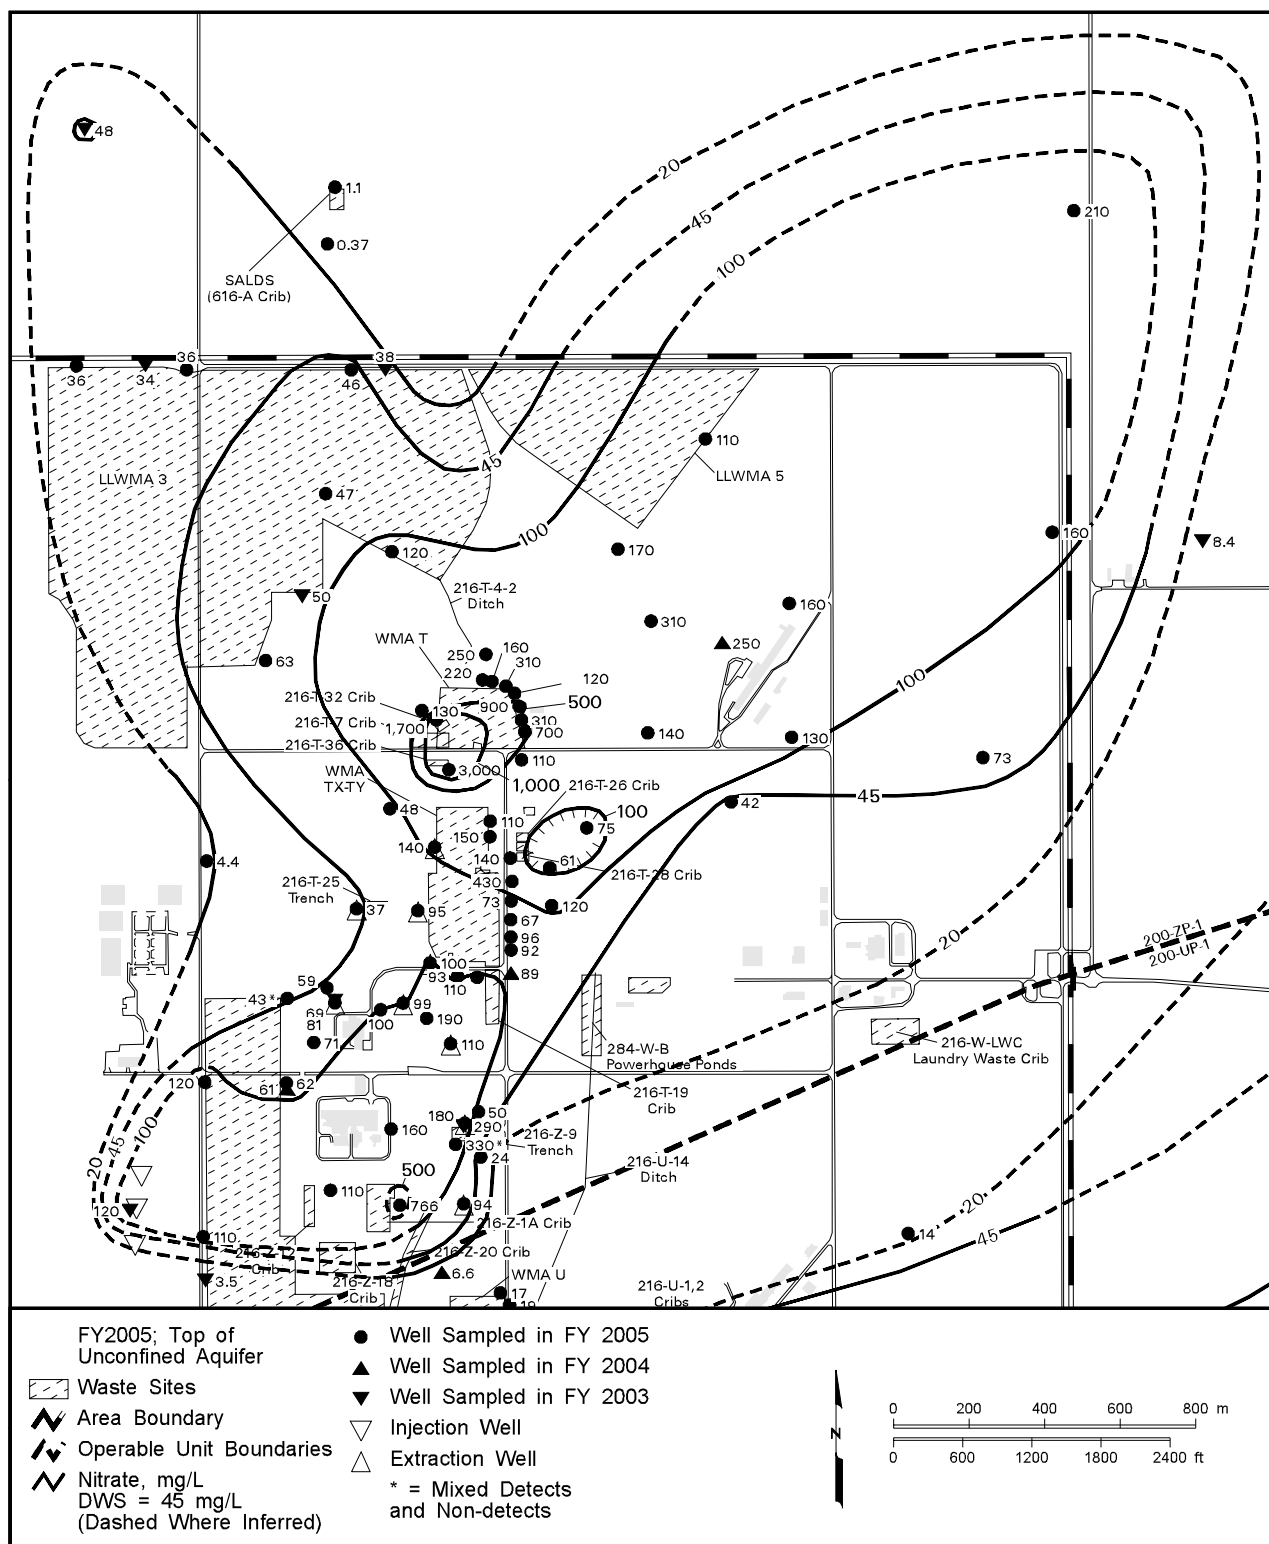 48
1.1
0.37
SALDS
(616-A Crib)
20
45
100
210
36
38
36
34
46
110
LLWMA 3
LLWMA 5
45
47
100
120
170
160
8.4
50
216-T-4-2
Ditch
160
310
250
WMA T
63
250
160
310
220
120
216-T-32 Crib
130
900
500
216-T-7 Crib
1,700
310
700
140
130
100
216-T-36 Crib
110
73
WMA
TX-TY
3,000
1,000
216-T-26 Crib
48
110
100
42
45
150
75
140
140
61
4.4
216-T-28 Crib
216-T-25
Trench
430
37
95
73
120
67
96
92
20
200-ZP-1
200-UP-1
100
93
89
59
110
43*
69
99
81
100
190
71
110
284-W-B
Powerhouse Ponds
216-W-LWC
Laundry Waste Crib
120
61
62
216-T-19
Crib
100
45
20
50
180
290
160
330*
216-Z-9
Trench
24
216-U-14
Ditch
500
110
766
94
120
216-Z-1A Crib
20
110
14
45
216-Z-12
Crib
216-Z-20 Crib
3.5
216-Z-18
Crib
6.6
WMA U
17
19
216-U-1,2
Cribs
FY2005; Top of
Unconfined Aquifer
Waste Sites
Area Boundary
Operable Unit Boundaries
Nitrate, mg/L
DWS = 45 mg/L
(Dashed Where Inferred)
Well Sampled in FY 2005
Well Sampled in FY 2004
Well Sampled in FY 2003
Injection Well
Extraction Well
* = Mixed Detects
and Non-detects
N
0 200 400 600 800 m
0 600 1200 1800 2400 ft